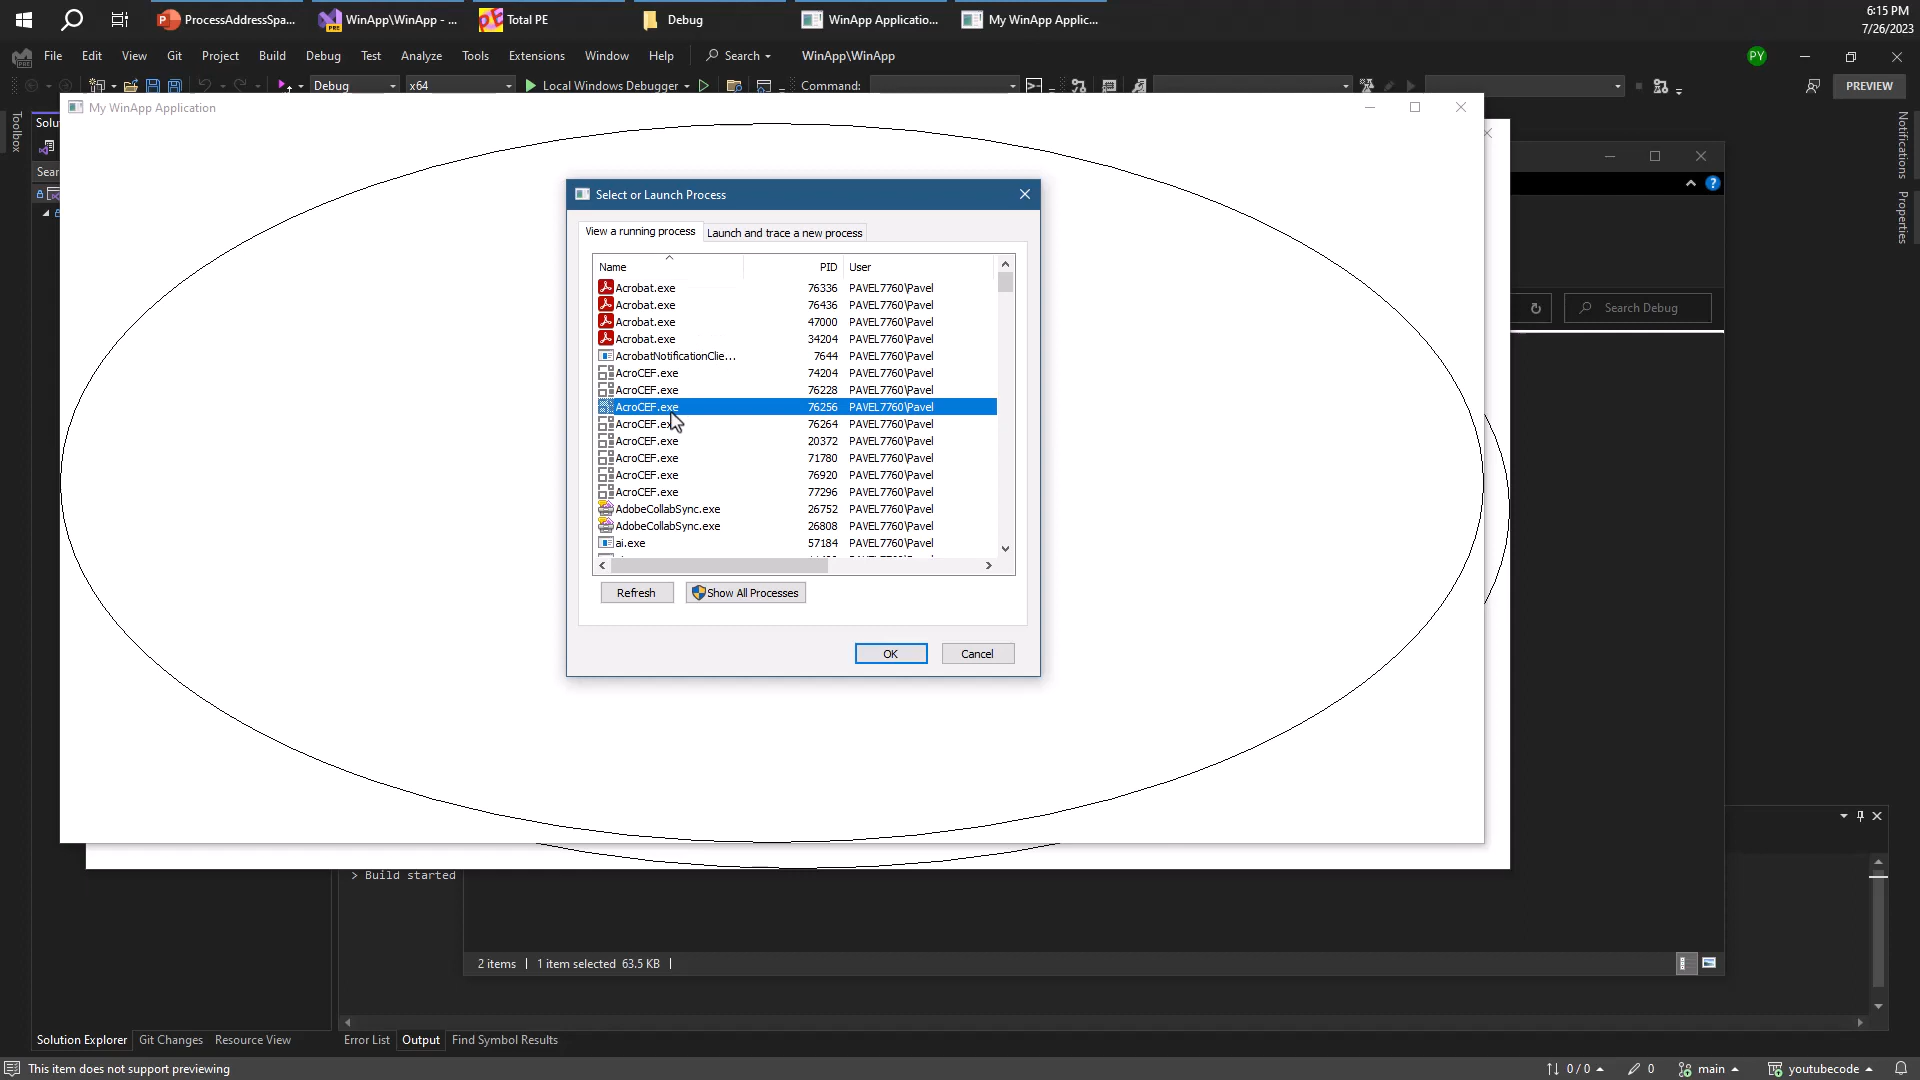 ProcessAddressSpa...
WinApp\WinApp - ...
Total PE
Debug
WinApp Applicatio...
My WinApp Applic...
6:15 PM
7/26/2023
File
Edit
View
Git
Project
Build
Debug
Test
Analyze
Tools
Extensions
Window
Help
Search
WinApp\WinApp
PY
Debug
x64
Local Windows Debugger
Command:
PREVIEW
Toolbox
Solu
Sear
My WinApp Application
Notifications
Properties
Search Debug
Select or Launch Process
View a running process
Launch and trace a new process
Name PID User
Acrobat.exe 76336 PAVEL7760\Pavel
Acrobat.exe 76436 PAVEL7760\Pavel
Acrobat.exe 47000 PAVEL7760\Pavel
Acrobat.exe 34204 PAVEL7760\Pavel
AcrobatNotificationClie... 7644 PAVEL7760\Pavel
AcroCEF.exe 74204 PAVEL7760\Pavel
AcroCEF.exe 76228 PAVEL7760\Pavel
AcroCEF.exe 76256 PAVEL7760\Pavel
AcroCEF.exe 76264 PAVEL7760\Pavel
AcroCEF.exe 20372 PAVEL7760\Pavel
AcroCEF.exe 71780 PAVEL7760\Pavel
AcroCEF.exe 76920 PAVEL7760\Pavel
AcroCEF.exe 77296 PAVEL7760\Pavel
AdobeCollabSync.exe 26752 PAVEL7760\Pavel
AdobeCollabSync.exe 26808 PAVEL7760\Pavel
ai.exe 57184 PAVEL7760\Pavel
Refresh
Show All Processes
OK
Cancel
> Build started
2 items
1 item selected 63.5 KB
Solution Explorer
Git Changes
Resource View
Error List
Output
Find Symbol Results
This item does not support previewing
0 / 0
0
main
youtubecode